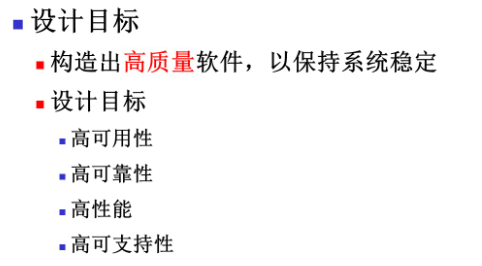 设计目标
构造出高质量软件，以保持系统稳定
设计目标
高可用性
高可靠性
高性能
高可支持性